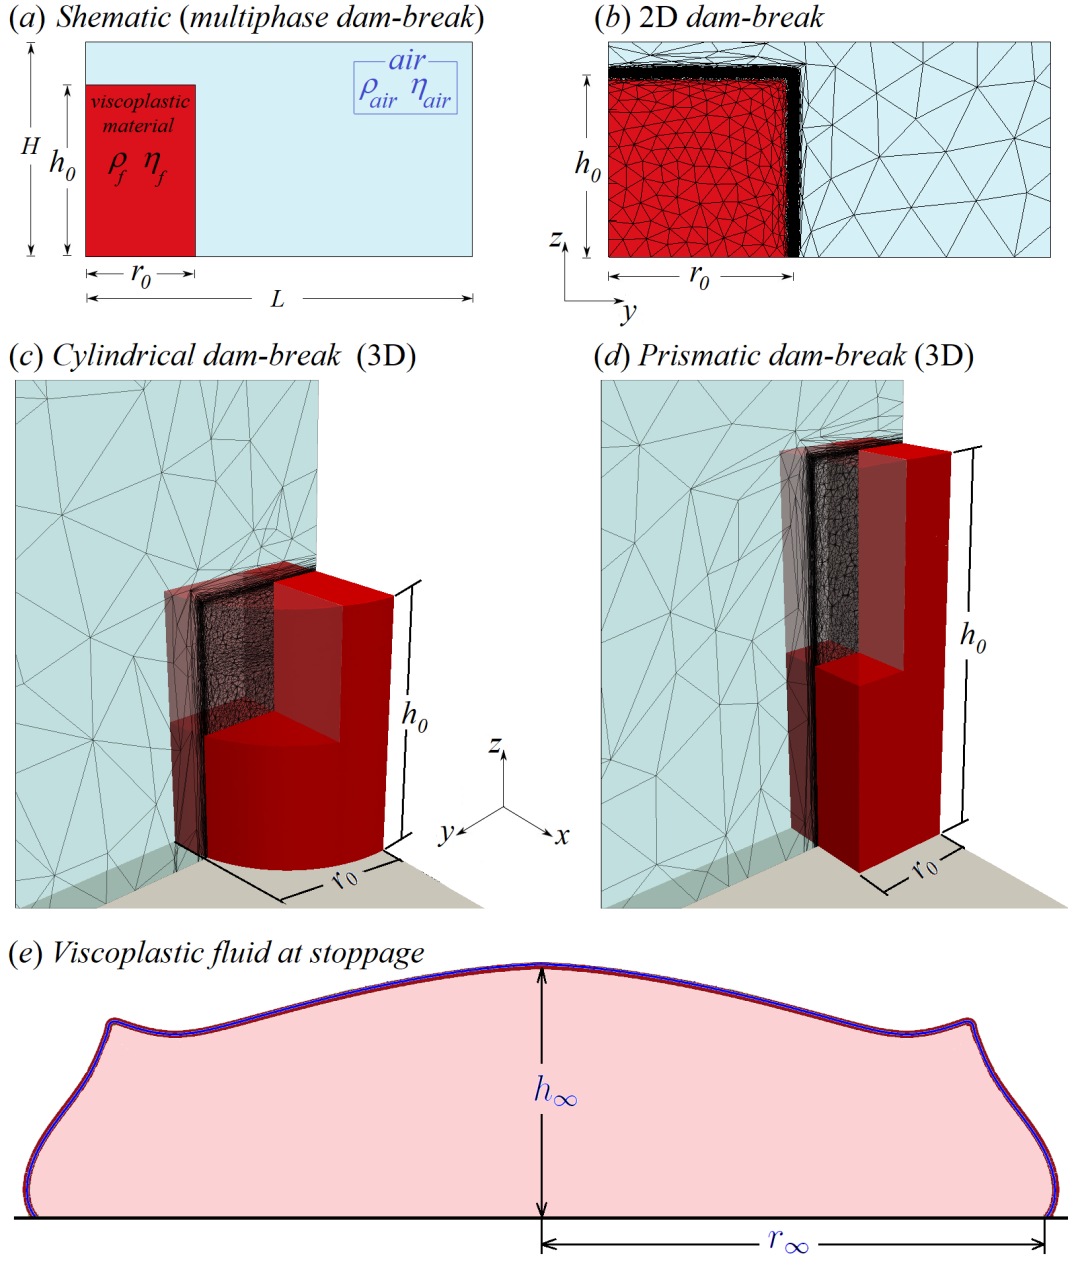 (a) Shematic (multiphase dam-break)
H
h0
viscoplastic
material
ρf ηf
air
ρair ηair
r0
L
(b) 2D dam-break
h0
z
r0
y
(c) Cylindrical dam-break (3D)
h0
r0
z
y
x
(d) Prismatic dam-break (3D)
h0
r0
(e) Viscoplastic fluid at stoppage
h∞
r∞